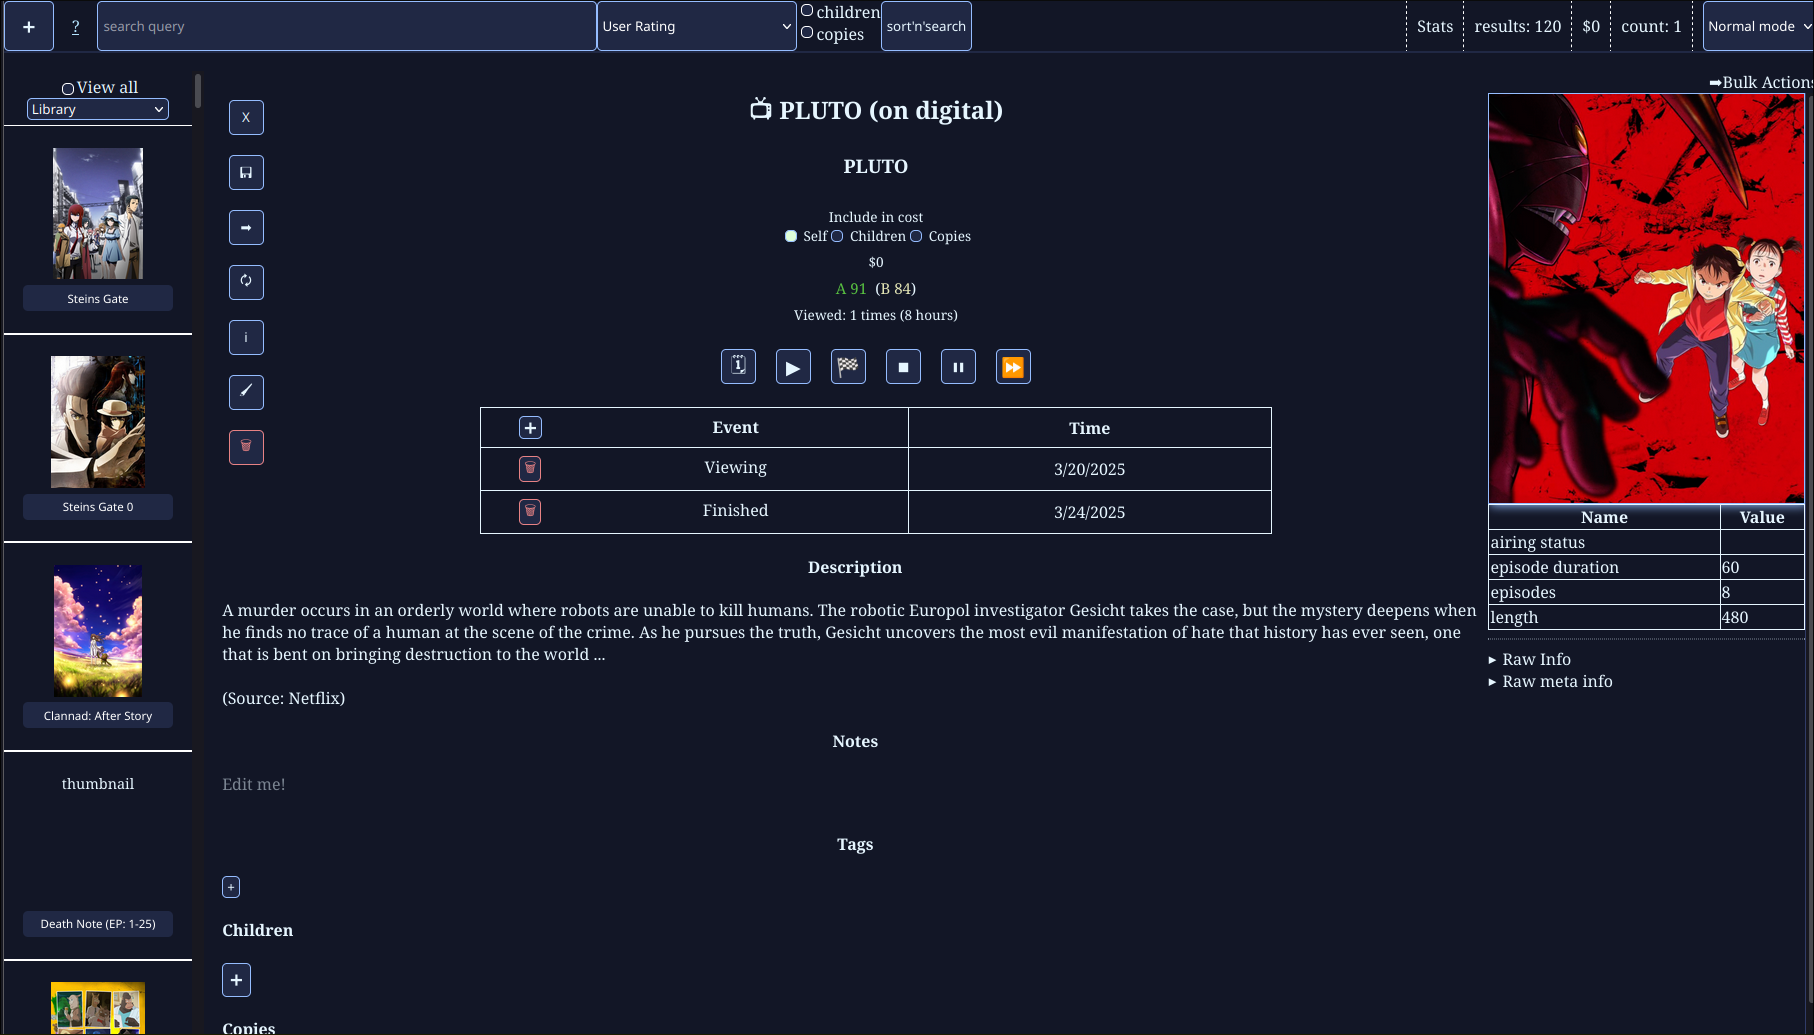 +
?
search query
User Rating
children
copies
sort'n'search
Stats
results: 120
$0
count: 1
Normal mode
View all
Library
Steins Gate
Steins Gate 0
Clannad: After Story
thumbnail
Death Note (EP: 1-25)
X
i
PLUTO (on digital)
PLUTO
Include in cost
Self Children Copies
$0
A 91 (B 84)
Viewed: 1 times (8 hours)
+ Event Time
Viewing 3/20/2025
Finished 3/24/2025
Description
A murder occurs in an orderly world where robots are unable to kill humans. The robotic Europol investigator Gesicht takes the case, but the mystery deepens when
he finds no trace of a human at the scene of the crime. As he pursues the truth, Gesicht uncovers the most evil manifestation of hate that history has ever seen, one
that is bent on bringing destruction to the world ...
(Source: Netflix)
Notes
Edit me!
Tags
+
Children
+
Copies
➡Bulk Actions
Name Value
airing status
episode duration 60
episodes 8
length 480
▸ Raw Info
▸ Raw meta info